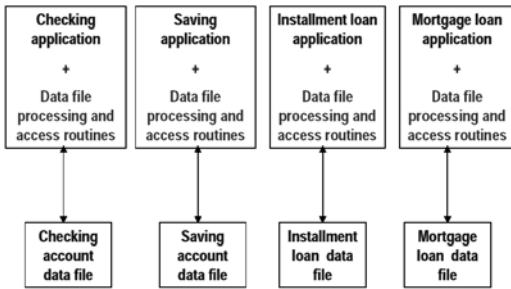 Checking
application
+
Data file
processing and
access routines
Saving
application
+
Data file
processing and
access routines
Installment loan
application
+
Data file
processing and
access routines
Mortgage loan
application
+
Data file
processing and
access routines
Checking
account
data file
Saving
account
data file
Installment
loan data
file
Mortgage
loan data
file